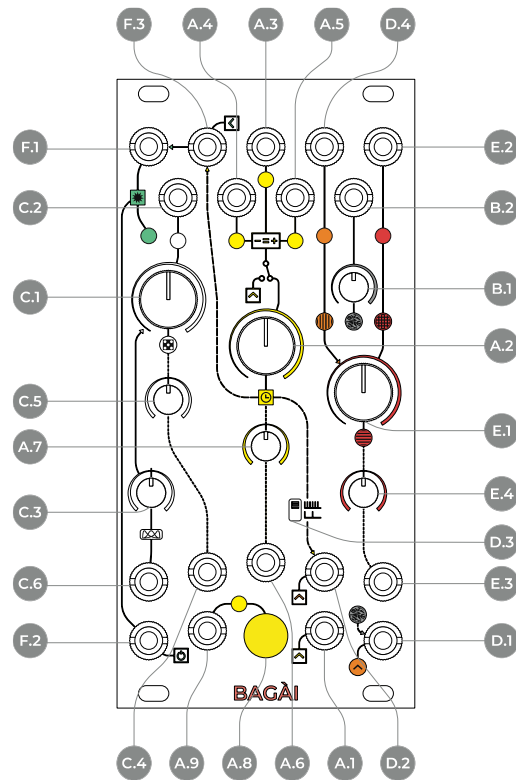 F.3 A.4 A.3 A.5 D.4
F.1 E.2
C.2 B.2
- = +
C.1 B.1
A.2
C.5 E.1
A.7
C.3 E.4
D.3
C.6 E.3
F.2 D.1
BAGÀI
C.4 A.9 A.8 A.6 A.1 D.2